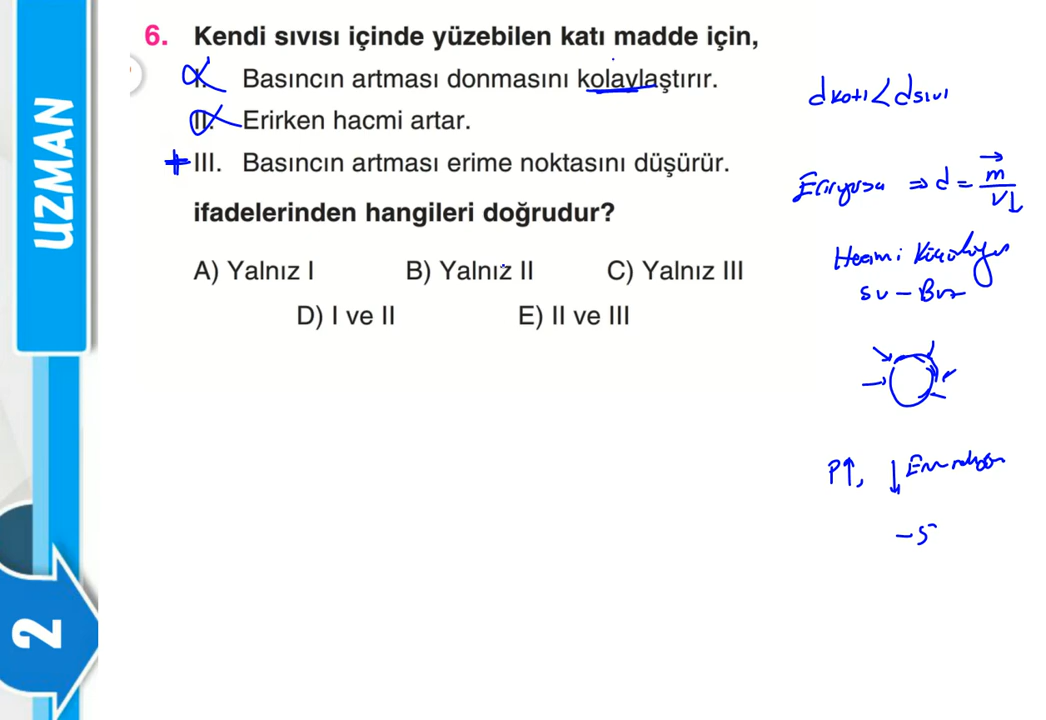 UZMAN
2
6. Kendi sıvısı içinde yüzebilen katı madde için,
I. Basıncın artması donmasını kolaylaştırır.
II. Erirken hacmi artar.
III. Basıncın artması erime noktasını düşürür.
ifadelerinden hangileri doğrudur?
A) Yalnız I B) Yalnız II C) Yalnız III
D) I ve II E) II ve III
dkatı < dsıvı
Eriyorsa ⇒ d = m / V↓
Hacmi Küçülüyor
su - Buz
P↑, ↓ Erime noktası
-5